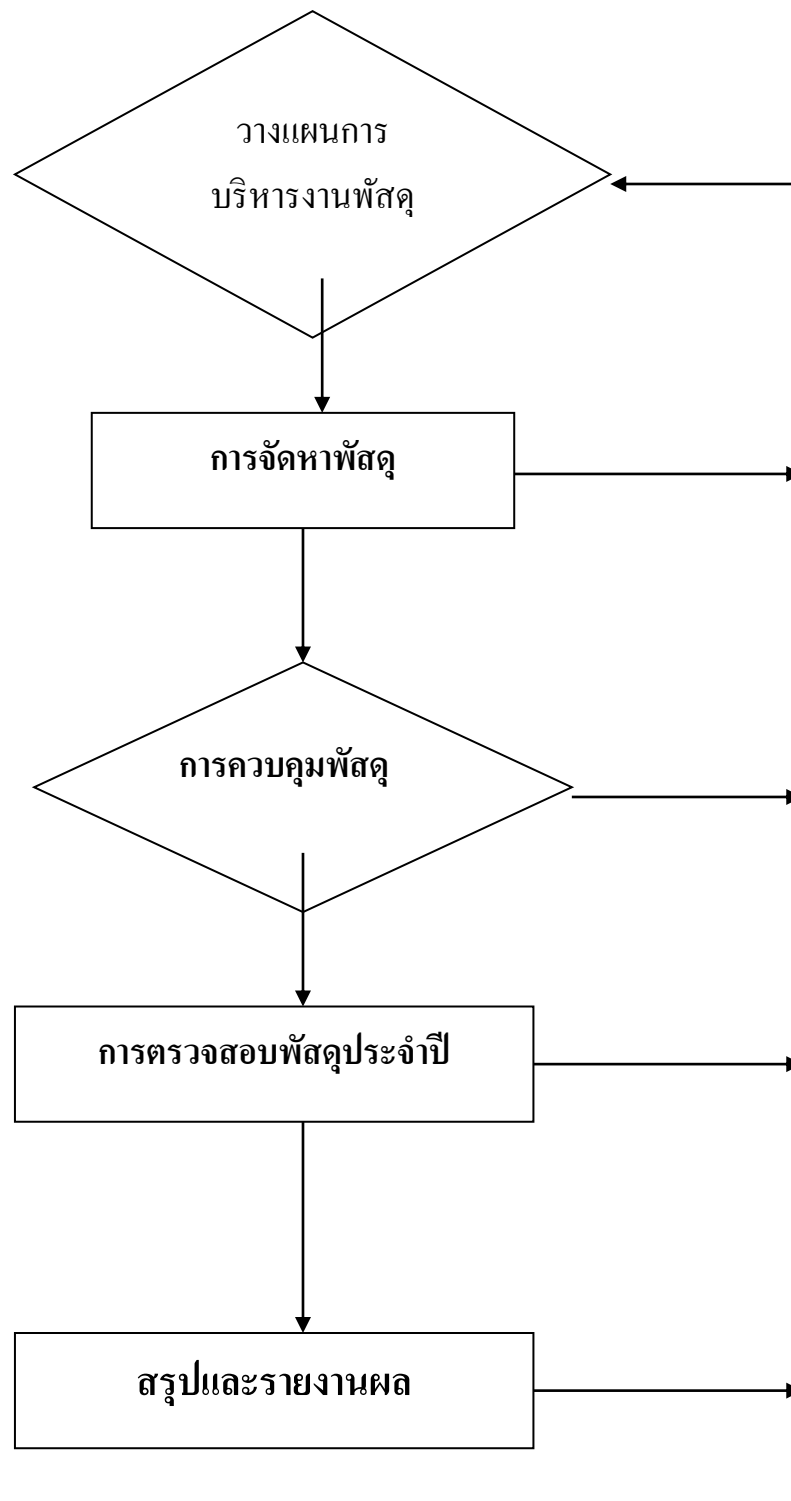 วางแผนการ
บริหารงานพัสดุ
การจัดหาพัสดุ
การควบคุมพัสดุ
การตรวจสอบพัสดุประจำปี
สรุปและรายงานผล